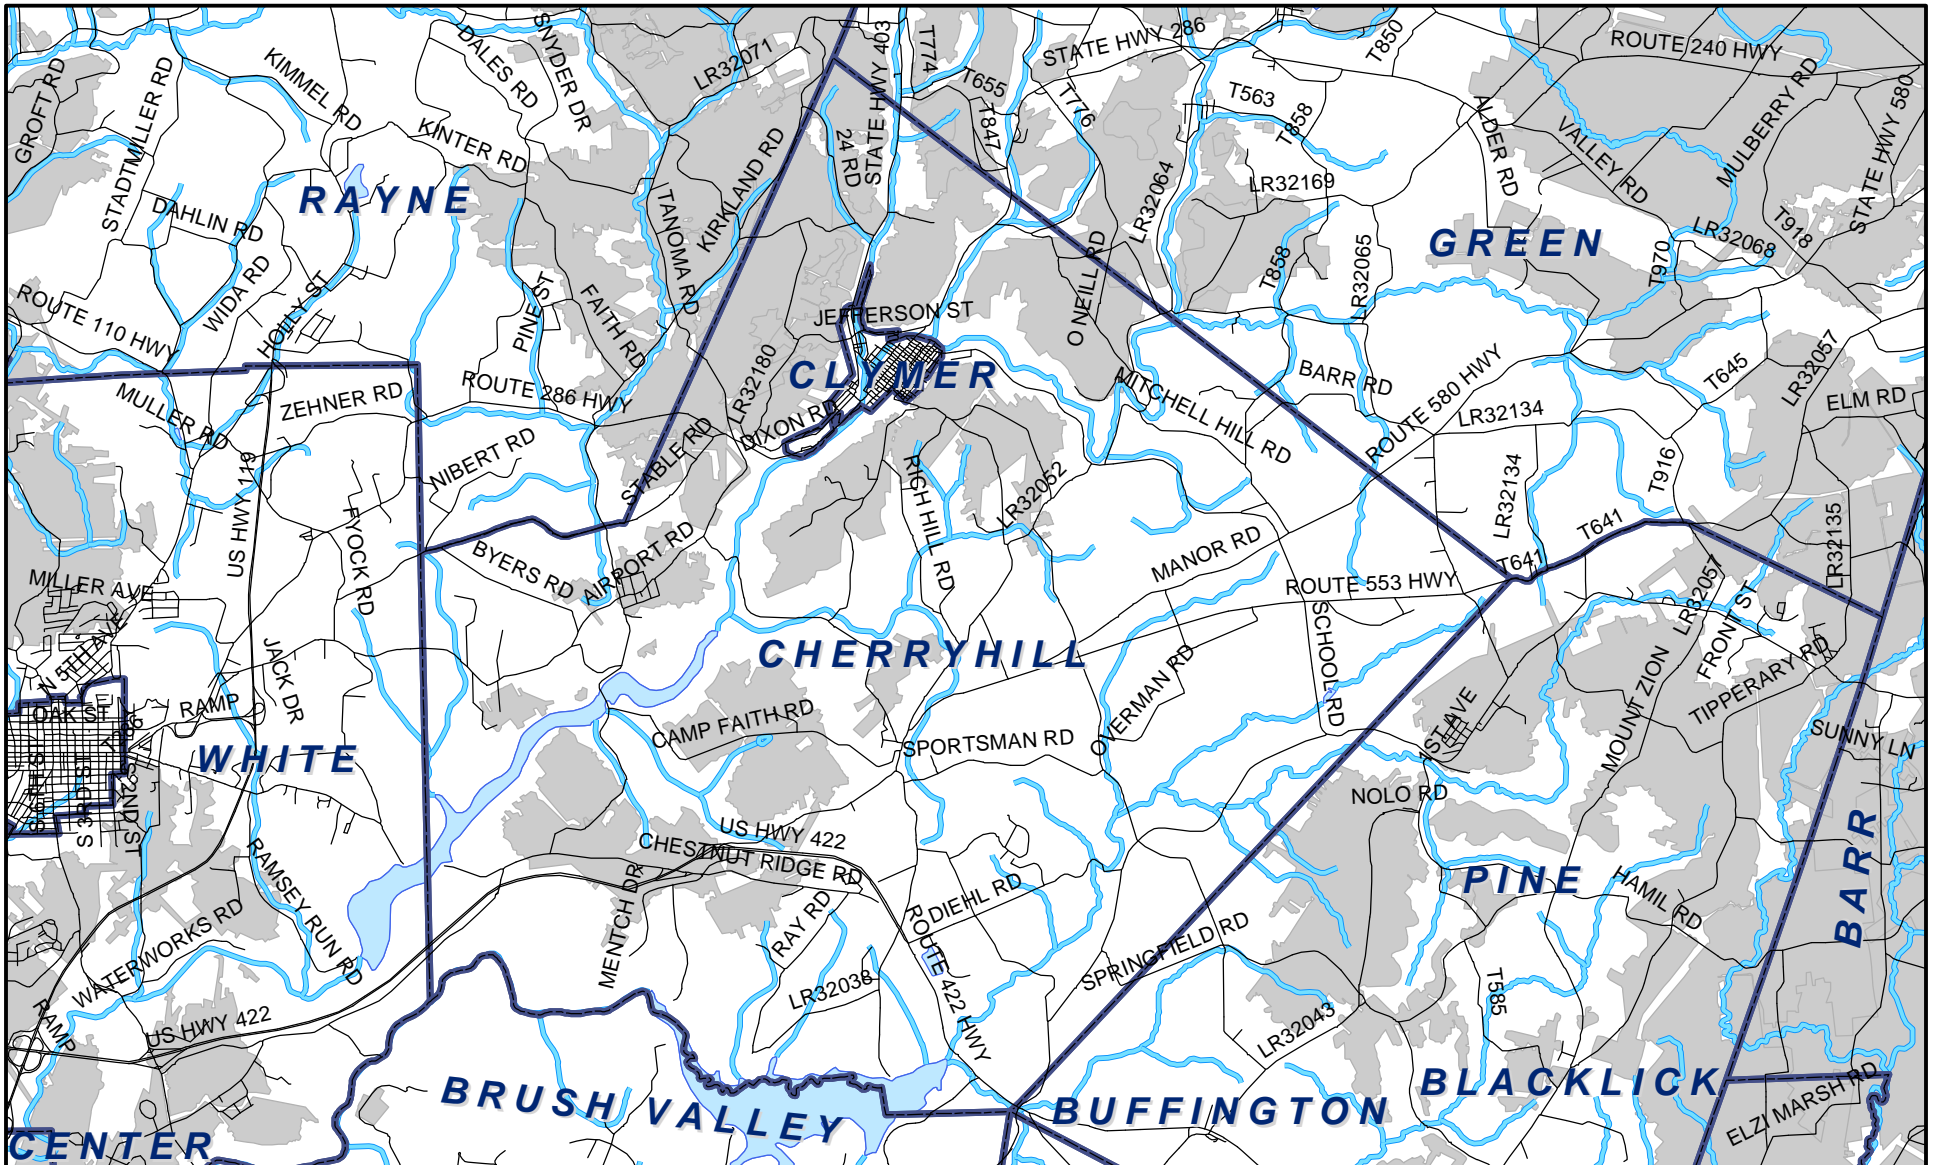 GROFT RD
STADTMILLER RD
KIMMEL RD
DALES RD
SNYDER DR
LR32071
STATE HWY 403
T774
T655
STATE HWY 286
T850
ROUTE 240 HWY
KINTER RD
24 RD
T847
T776
T563
T858
ALDER RD
VALLEY RD
MULBERRY RD
STATE HWY 580
RAYNE
DAHLIN RD
TANOMA RD
KIRKLAND RD
LR32064
LR32169
GREEN
LR32068
T918
T970
WIDA RD
HOLLY ST
ROUTE 110 HWY
PINE ST
FAITH RD
O NEILL RD
T858
LR32065
JEFFERSON ST
CLYMER
LR32180
MULLER RD
ZEHNER RD
ROUTE 286 HWY
DIXON RD
MITCHELL HILL RD
BARR RD
ROUTE 580 HWY
LR32134
T645
LR32057
ELM RD
US HWY 119
NIBERT RD
STABLE RD
RICH HILL RD
LR32052
LR32134
T916
FYOCK RD
BYERS RD
AIRPORT RD
MANOR RD
T641
T641
LR32135
MILLER AVE
ROUTE 553 HWY
LR32057
FRONT ST
N 5TH AVE
JACK DR
CHERRYHILL
SCHOOL RD
OVERMAN RD
MOUNT ZION
TIPPERARY RD
OAK ST
RAMP
CAMP FAITH RD
SPORTSMAN RD
1ST AVE
SUNNY LN
WHITE
S 6TH ST
S 3RD ST
S 2ND ST
NOLO RD
US HWY 422
CHESTNUT RIDGE RD
BARR
RAMSEY RUN RD
MENTCH DR
RAY RD
DIEHL RD
PINE
HAMIL RD
WATERWORKS RD
ROUTE 422 HWY
SPRINGFIELD RD
LR32038
T585
RAMP
US HWY 422
LR32043
BRUSH VALLEY
BUFFINGTON
BLACKLICK
ELZI MARSH RD
CENTER